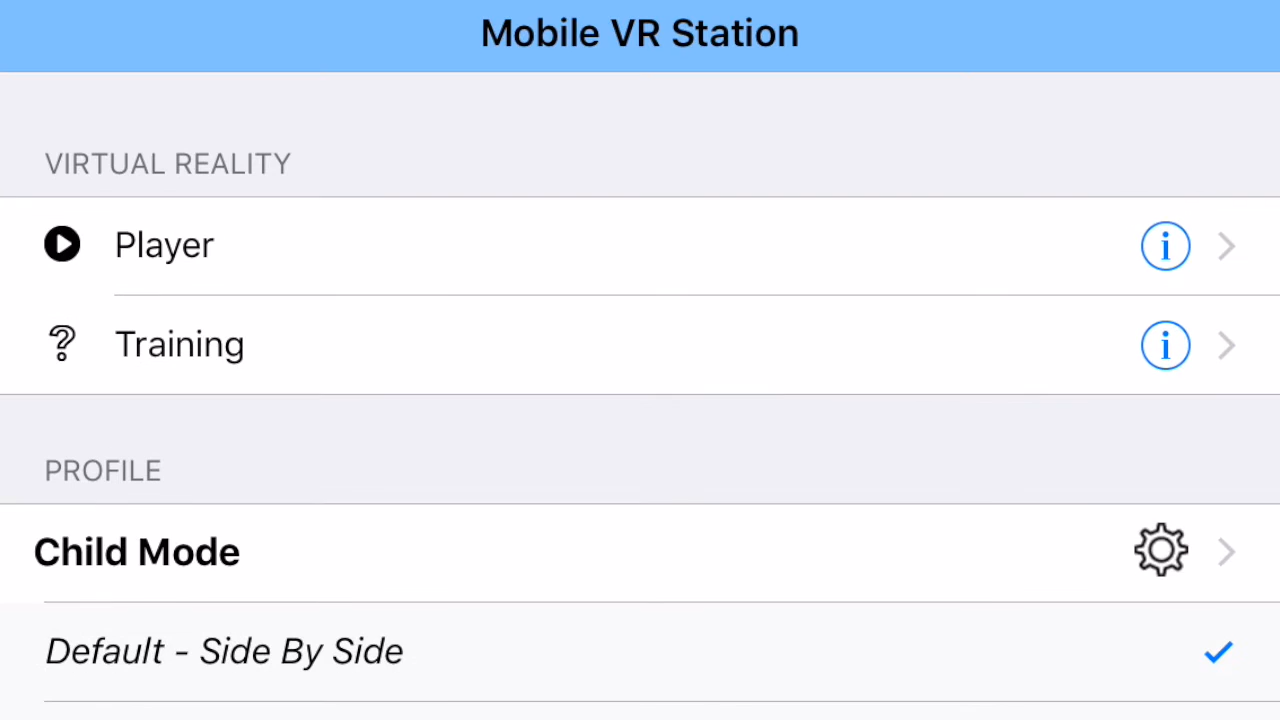 Mobile VR Station
VIRTUAL REALITY
Player
Training
PROFILE
Child Mode
Default - Side By Side